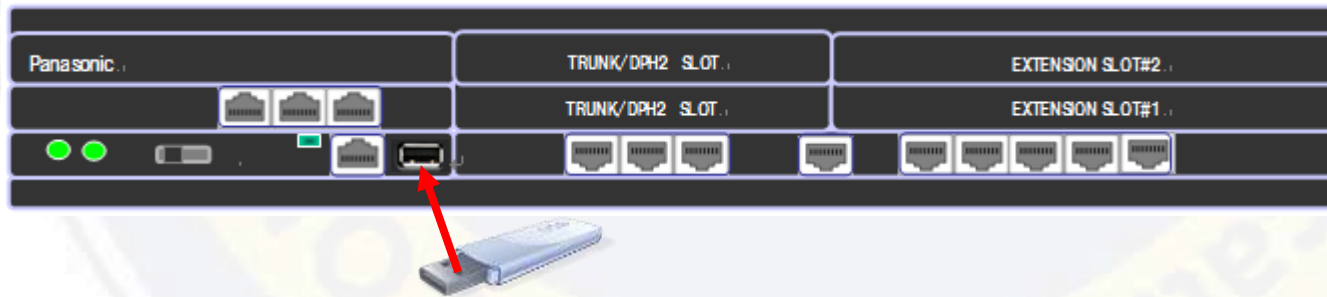 Panasonic
TRUNK/DPH2 SLOT
EXTENSION SLOT#2
TRUNK/DPH2 SLOT
EXTENSION SLOT#1